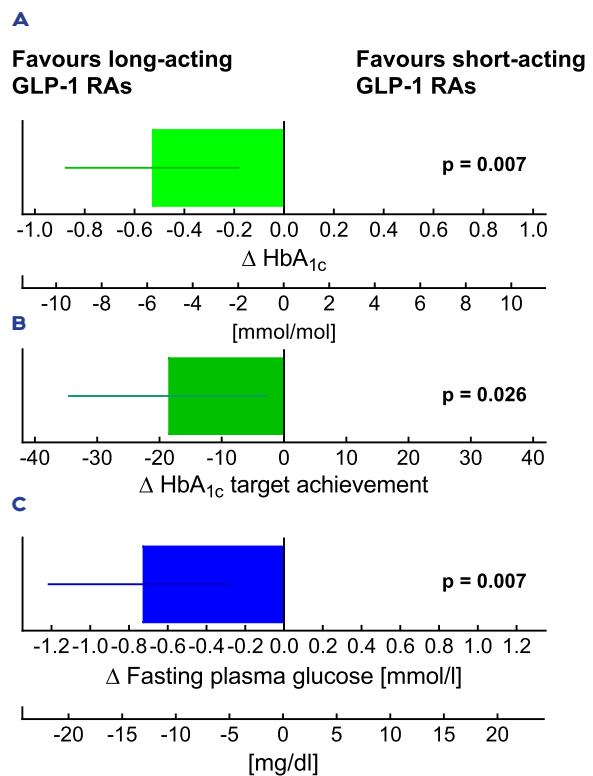 A
Favours long-acting
GLP-1 RAs
Favours short-acting
GLP-1 RAs
p = 0.007
-1.0 -0.8 -0.6 -0.4 -0.2 0.0 0.2 0.4 0.6 0.8 1.0
Δ HbA1c
-10 -8 -6 -4 -2 0 2 4 6 8 10
[mmol/mol]
B
p = 0.026
-40 -30 -20 -10 0 10 20 30 40
Δ HbA1c target achievement
C
p = 0.007
-1.2 -1.0 -0.8 -0.6 -0.4 -0.2 0.0 0.2 0.4 0.6 0.8 1.0 1.2
Δ Fasting plasma glucose [mmol/l]
-20 -15 -10 -5 0 5 10 15 20
[mg/dl]